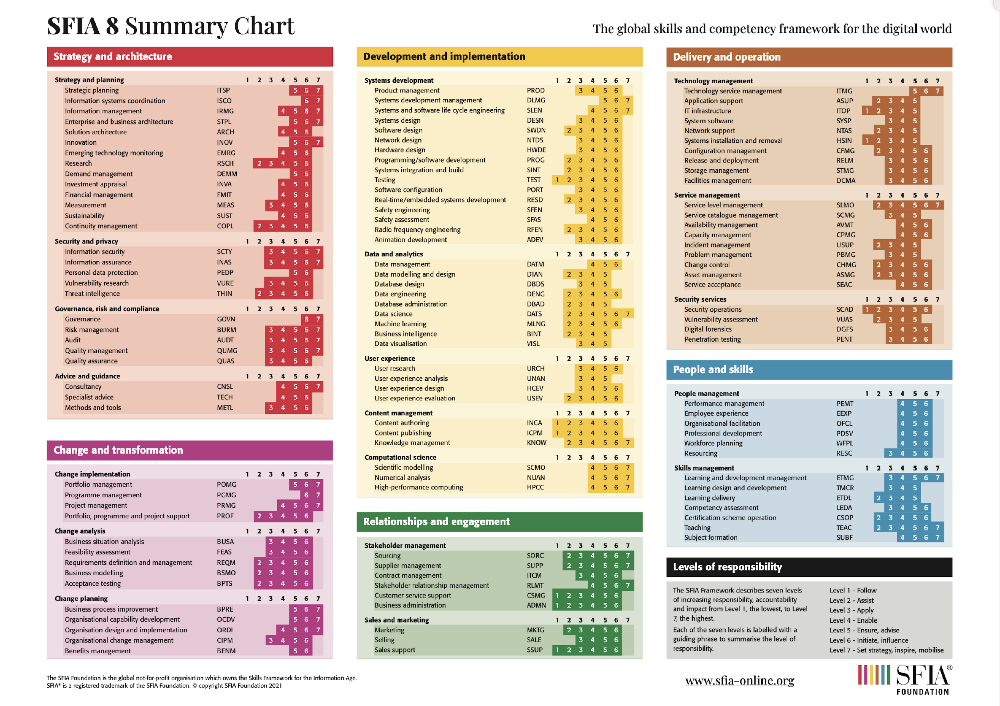 SFIA 8 Summary Chart
The global skills and competency framework for the digital world
Strategy and architecture
Strategy and planning 1 2 3 4 5 6 7
Strategic planning ITSP 5 6 7
Information systems coordination ISCO 6 7
Information management IRMG 4 5 6 7
Enterprise and business architecture STPL 5 6 7
Solution architecture ARCH 4 5 6
Innovation INOV 5 6 7
Emerging technology monitoring EMRG 4 5 6
Research RSCH 2 3 4 5 6
Demand management DEMM 5 6
Investment appraisal INVA 4 5 6
Financial management FMIT 4 5 6
Measurement MEAS 3 4 5 6
Sustainability SUST 4 5 6
Continuity management COPL 2 3 4 5 6
Security and privacy 1 2 3 4 5 6 7
Information security SCTY 3 4 5 6 7
Information assurance INAS 3 4 5 6 7
Personal data protection PEDP 5 6
Vulnerability research VURE 3 4 5 6
Threat intelligence THIN 2 3 4 5 6
Governance, risk and compliance 1 2 3 4 5 6 7
Governance GOVN 6 7
Risk management BURM 3 4 5 6 7
Audit AUDT 3 4 5 6 7
Quality management QUMG 3 4 5 6 7
Quality assurance QUAS 3 4 5 6
Advice and guidance 1 2 3 4 5 6 7
Consultancy CNSL 4 5 6 7
Specialist advice TECH 4 5 6
Methods and tools METL 3 4 5 6
Change and transformation
Change implementation 1 2 3 4 5 6 7
Portfolio management POMG 5 6 7
Programme management PGMG 6 7
Project management PRMG 4 5 6 7
Portfolio, programme and project support PROF 2 3 4 5 6
Change analysis 1 2 3 4 5 6 7
Business situation analysis BUSA 3 4 5 6
Feasibility assessment FEAS 3 4 5 6
Requirements definition and management REQM 2 3 4 5 6
Business modelling BSMO 2 3 4 5 6
Acceptance testing BPTS 2 3 4 5 6
Change planning 1 2 3 4 5 6 7
Business process improvement BPRE 5 6 7
Organisational capability development OCDV 5 6 7
Organisation design and implementation ORDI 4 5 6 7
Organisational change management CIPM 3 4 5 6
Benefits management BENM 5 6
Development and implementation
Systems development 1 2 3 4 5 6 7
Product management PROD 3 4 5 6
Systems development management DLMG 5 6 7
Systems and software life cycle engineering SLEN 4 5 6 7
Systems design DESN 3 4 5 6
Software design SWDN 2 3 4 5 6
Network design NTDS 3 4 5 6
Hardware design HWDE 3 4 5 6
Programming/software development PROG 2 3 4 5 6
Systems integration and build SINT 2 3 4 5 6
Testing TEST 1 2 3 4 5 6
Software configuration PORT 3 4 5 6
Real-time/embedded systems development RESD 2 3 4 5 6
Safety engineering SFEN 3 4 5 6
Safety assessment SFAS 4 5 6
Radio frequency engineering RFEN 2 3 4 5 6
Animation development ADEV 3 4 5 6
Data and analytics 1 2 3 4 5 6 7
Data management DATM 4 5 6
Data modelling and design DTAN 2 3 4 5
Database design DBDS 3 4 5
Data engineering DENG 2 3 4 5 6
Database administration DBAD 2 3 4 5
Data science DATS 2 3 4 5 6 7
Machine learning MLNG 2 3 4 5 6
Business intelligence BINT 2 3 4 5
Data visualisation VISL 3 4 5
User experience 1 2 3 4 5 6 7
User research URCH 3 4 5 6
User experience analysis UNAN 3 4 5
User experience design HCEV 3 4 5 6
User experience evaluation USEV 2 3 4 5 6
Content management 1 2 3 4 5 6 7
Content authoring INCA 1 2 3 4 5 6
Content publishing ICPM 1 2 3 4 5 6
Knowledge management KNOW 2 3 4 5 6 7
Computational science 1 2 3 4 5 6 7
Scientific modelling SCMO 4 5 6 7
Numerical analysis NUAN 4 5 6 7
High-performance computing HPCC 4 5 6 7
Relationships and engagement
Stakeholder management 1 2 3 4 5 6 7
Sourcing SORC 2 3 4 5 6 7
Supplier management SUPP 2 3 4 5 6 7
Contract management ITCM 3 4 5 6
Stakeholder relationship management RLMT 4 5 6 7
Customer service support CSMG 1 2 3 4 5 6
Business administration ADMN 1 2 3 4 5 6
Sales and marketing 1 2 3 4 5 6 7
Marketing MKTG 2 3 4 5 6
Selling SALE 3 4 5 6
Sales support SSUP 1 2 3 4 5 6
Delivery and operation
Technology management 1 2 3 4 5 6 7
Technology service management ITMG 5 6 7
Application support ASUP 2 3 4 5
IT infrastructure ITOP 1 2 3 4 5
System software SYSP 3 4 5
Network support NTAS 2 3 4 5
Systems installation and removal HSIN 1 2 3 4 5
Configuration management CFMG 2 3 4 5 6
Release and deployment RELM 3 4 5 6
Storage management STMG 3 4 5 6
Facilities management DCMA 3 4 5 6
Service management 1 2 3 4 5 6 7
Service level management SLMO 2 3 4 5 6 7
Service catalogue management SCMG 3 4 5
Availability management AVMT 4 5 6
Capacity management CPMG 4 5 6
Incident management USUP 2 3 4 5
Problem management PBMG 3 4 5
Change control CHMG 2 3 4 5 6
Asset management ASMG 2 3 4 5 6
Service acceptance SEAC 4 5 6
Security services 1 2 3 4 5 6 7
Security operations SCAD 1 2 3 4 5 6
Vulnerability assessment VUAS 2 3 4 5
Digital forensics DGFS 3 4 5 6
Penetration testing PENT 3 4 5 6
People and skills
People management 1 2 3 4 5 6 7
Performance management PEMT 4 5 6
Employee experience EEXP 4 5 6
Organisational facilitation OFCL 4 5 6
Professional development PDSV 4 5 6
Workforce planning WFPL 4 5 6
Resourcing RESC 3 4 5 6
Skills management 1 2 3 4 5 6 7
Learning and development management ETMG 3 4 5 6 7
Learning design and development TMCR 3 4 5
Learning delivery ETDL 2 3 4 5
Competency assessment LEDA 3 4 5 6
Certification scheme operation CSOP 2 3 4 5 6
Teaching TEAC 2 3 4 5 6 7
Subject formation SUBF 4 5 6 7
Levels of responsibility
The SFIA Framework describes seven levels
of increasing responsibility, accountability
and impact from Level 1, the lowest, to Level
7, the highest.
Each of the seven levels is labelled with a
guiding phrase to summarise the level of
responsibility.
Level 1 - Follow
Level 2 - Assist
Level 3 - Apply
Level 4 - Enable
Level 5 - Ensure, advise
Level 6 - Initiate, influence
Level 7 - Set strategy, inspire, mobilise
The SFIA Foundation is the global not-for-profit organisation which owns the Skills Framework for the Information Age.
SFIA® is a registered trademark of the SFIA Foundation. © copyright SFIA Foundation 2021
www.sfia-online.org
SFIA®
FOUNDATION